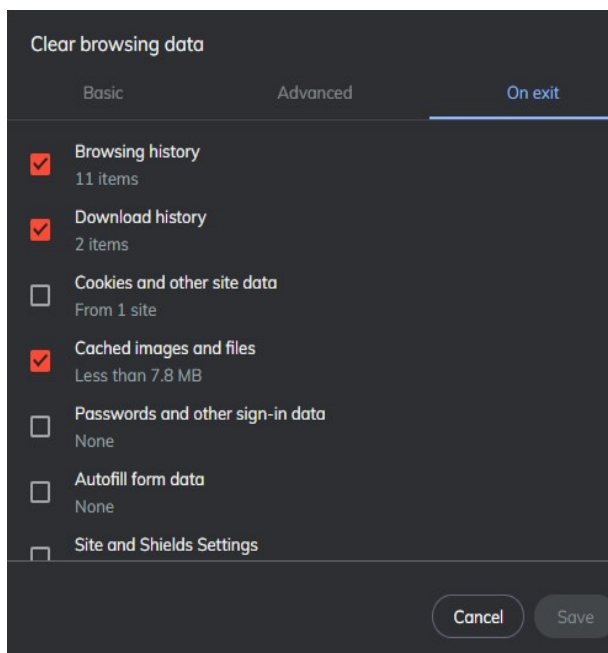 Clear browsing data
Basic Advanced On exit
Browsing history
11 items
Download history
2 items
Cookies and other site data
From 1 site
Cached images and files
Less than 7.8 MB
Passwords and other sign-in data
None
Autofill form data
None
Site and Shields Settings
Cancel Save